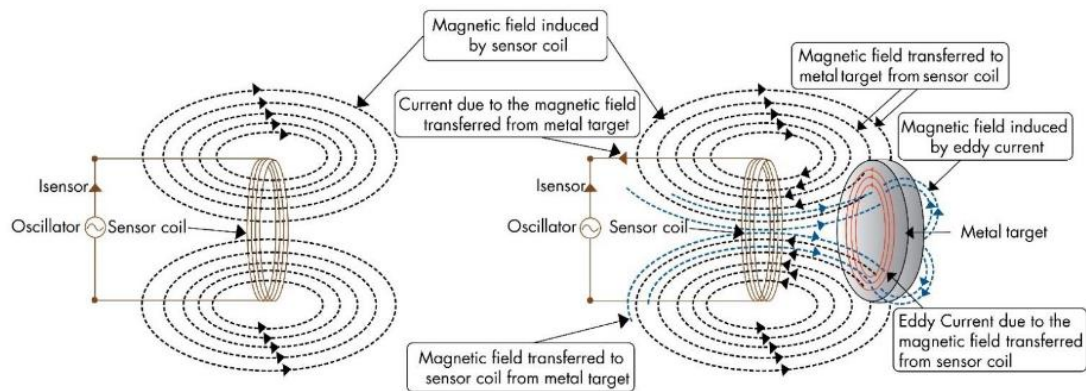 Magnetic field induced
by sensor coil
Isensor
Oscillator
Sensor coil
Magnetic field transferred to
metal target from sensor coil
Current due to the magnetic field
transferred from metal target
Magnetic field induced
by eddy current
Isensor
Oscillator
Sensor coil
Metal target
Magnetic field transferred to
sensor coil from metal target
Eddy Current due to the
magnetic field transferred
from sensor coil